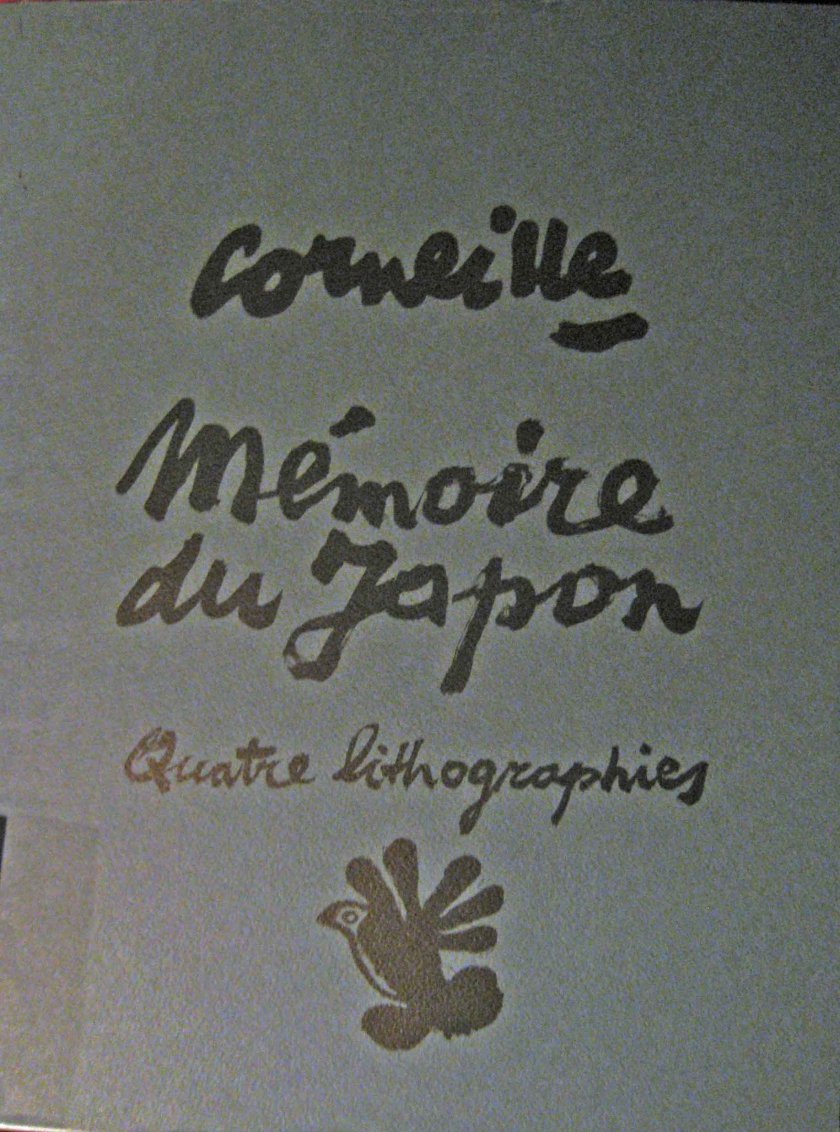 Corneille
Mémoire
du Japon
Quatre lithographies